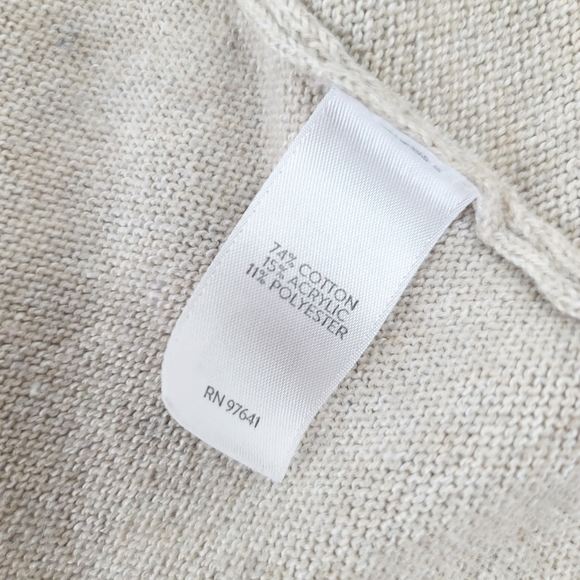 74% COTTON
15% ACRYLIC
11% POLYESTER
RN 97641